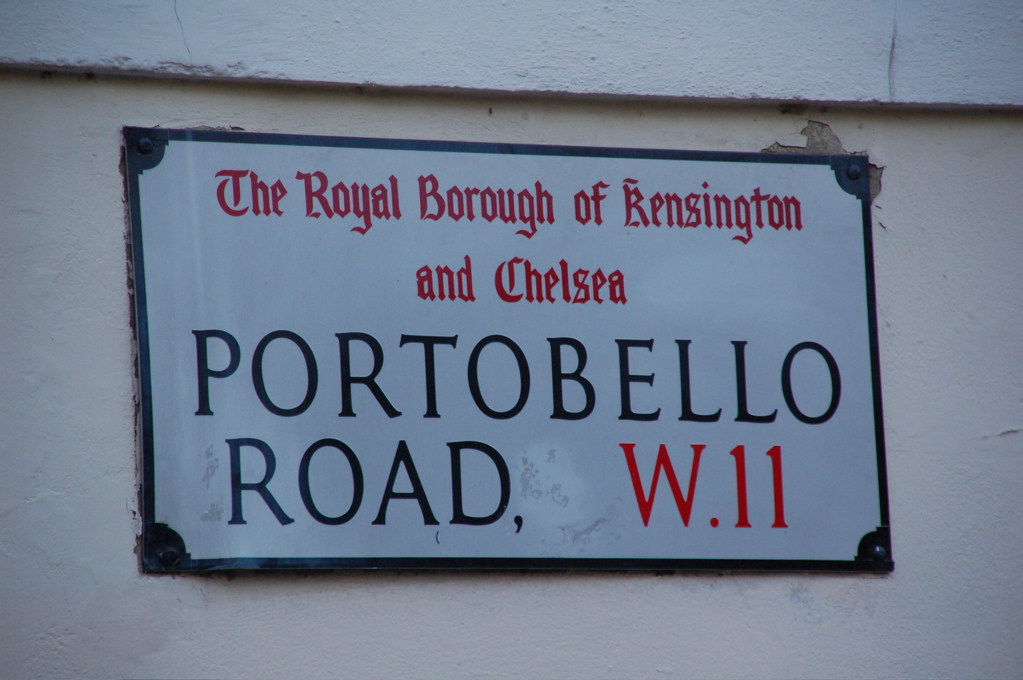 The Royal Borough of Kensington
and Chelsea
PORTOBELLO
ROAD, W.11